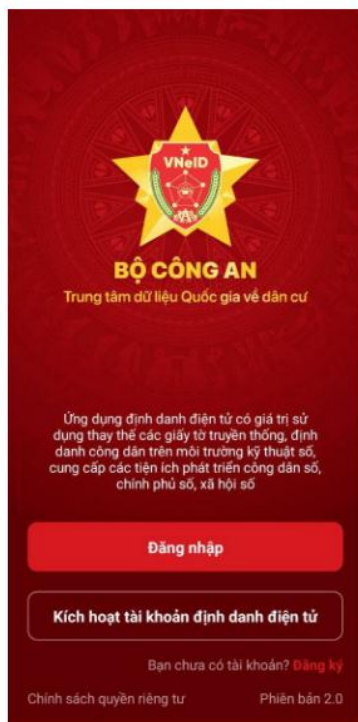 VNeID
BỘ CÔNG AN
Trung tâm dữ liệu Quốc gia về dân cư
Ứng dụng định danh điện tử có giá trị sử
dụng thay thế các giấy tờ truyền thống, định
danh công dân trên môi trường kỹ thuật số,
cung cấp các tiện ích phát triển công dân số,
chính phủ số, xã hội số
Đăng nhập
Kích hoạt tài khoản định danh điện tử
Bạn chưa có tài khoản? Đăng ký
Chính sách quyền riêng tư Phiên bản 2.0